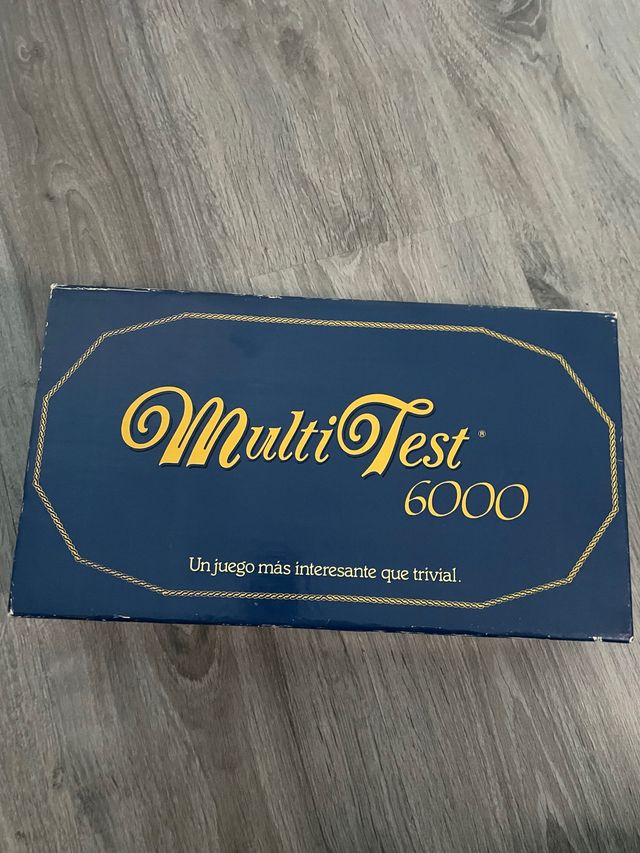 MultiTest®
6000
Un juego más interesante que trivial.